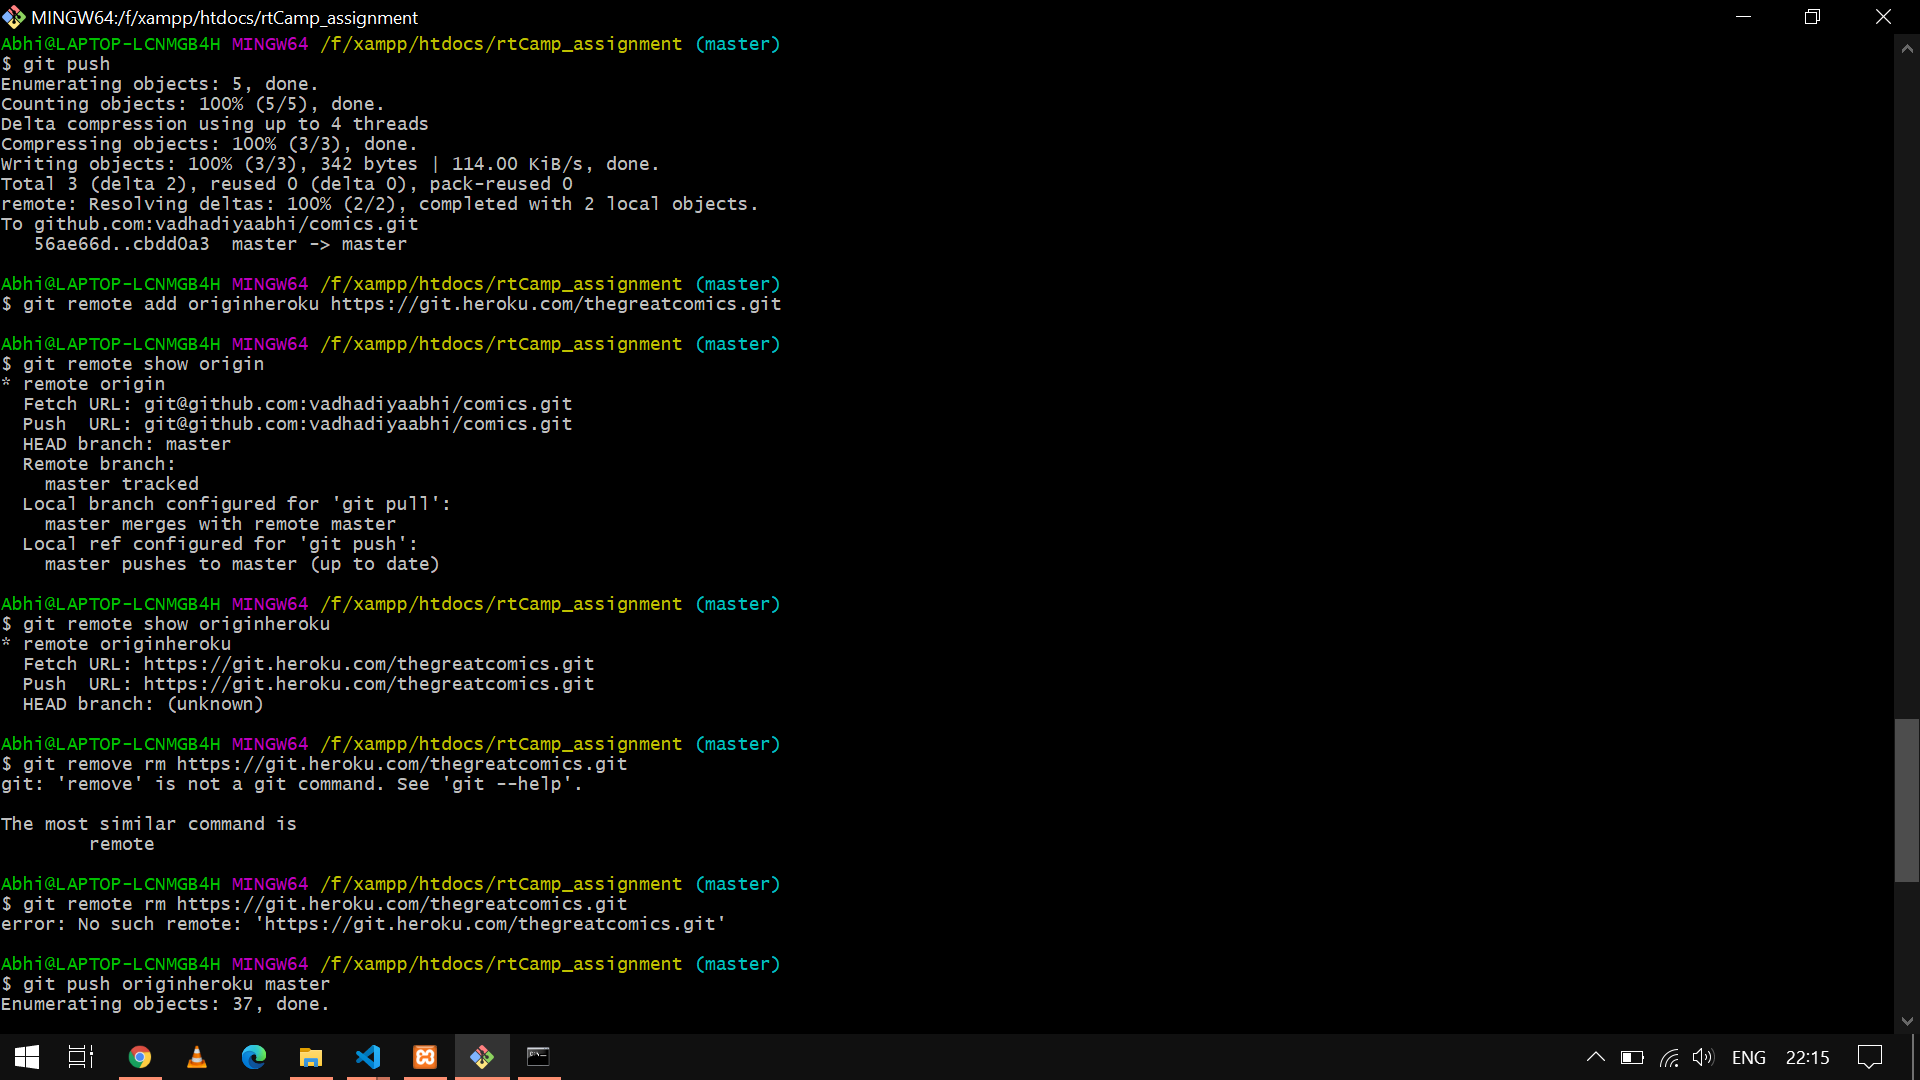 MINGW64:/f/xampp/htdocs/rtCamp_assignment
Abhi@LAPTOP-LCNMGB4H MINGW64 /f/xampp/htdocs/rtCamp_assignment (master)
$ git push
Enumerating objects: 5, done.
Counting objects: 100% (5/5), done.
Delta compression using up to 4 threads
Compressing objects: 100% (3/3), done.
Writing objects: 100% (3/3), 342 bytes | 114.00 KiB/s, done.
Total 3 (delta 2), reused 0 (delta 0), pack-reused 0
remote: Resolving deltas: 100% (2/2), completed with 2 local objects.
To github.com:vadhadiyaabhi/comics.git
   56ae66d..cbdd0a3  master -> master

Abhi@LAPTOP-LCNMGB4H MINGW64 /f/xampp/htdocs/rtCamp_assignment (master)
$ git remote add originheroku https://git.heroku.com/thegreatcomics.git

Abhi@LAPTOP-LCNMGB4H MINGW64 /f/xampp/htdocs/rtCamp_assignment (master)
$ git remote show origin
* remote origin
  Fetch URL: git@github.com:vadhadiyaabhi/comics.git
  Push  URL: git@github.com:vadhadiyaabhi/comics.git
  HEAD branch: master
  Remote branch:
    master tracked
  Local branch configured for 'git pull':
    master merges with remote master
  Local ref configured for 'git push':
    master pushes to master (up to date)

Abhi@LAPTOP-LCNMGB4H MINGW64 /f/xampp/htdocs/rtCamp_assignment (master)
$ git remote show originheroku
* remote originheroku
  Fetch URL: https://git.heroku.com/thegreatcomics.git
  Push  URL: https://git.heroku.com/thegreatcomics.git
  HEAD branch: (unknown)

Abhi@LAPTOP-LCNMGB4H MINGW64 /f/xampp/htdocs/rtCamp_assignment (master)
$ git remove rm https://git.heroku.com/thegreatcomics.git
git: 'remove' is not a git command. See 'git --help'.

The most similar command is
        remote

Abhi@LAPTOP-LCNMGB4H MINGW64 /f/xampp/htdocs/rtCamp_assignment (master)
$ git remote rm https://git.heroku.com/thegreatcomics.git
error: No such remote: 'https://git.heroku.com/thegreatcomics.git'

Abhi@LAPTOP-LCNMGB4H MINGW64 /f/xampp/htdocs/rtCamp_assignment (master)
$ git push originheroku master
Enumerating objects: 37, done.
ENG 22:15